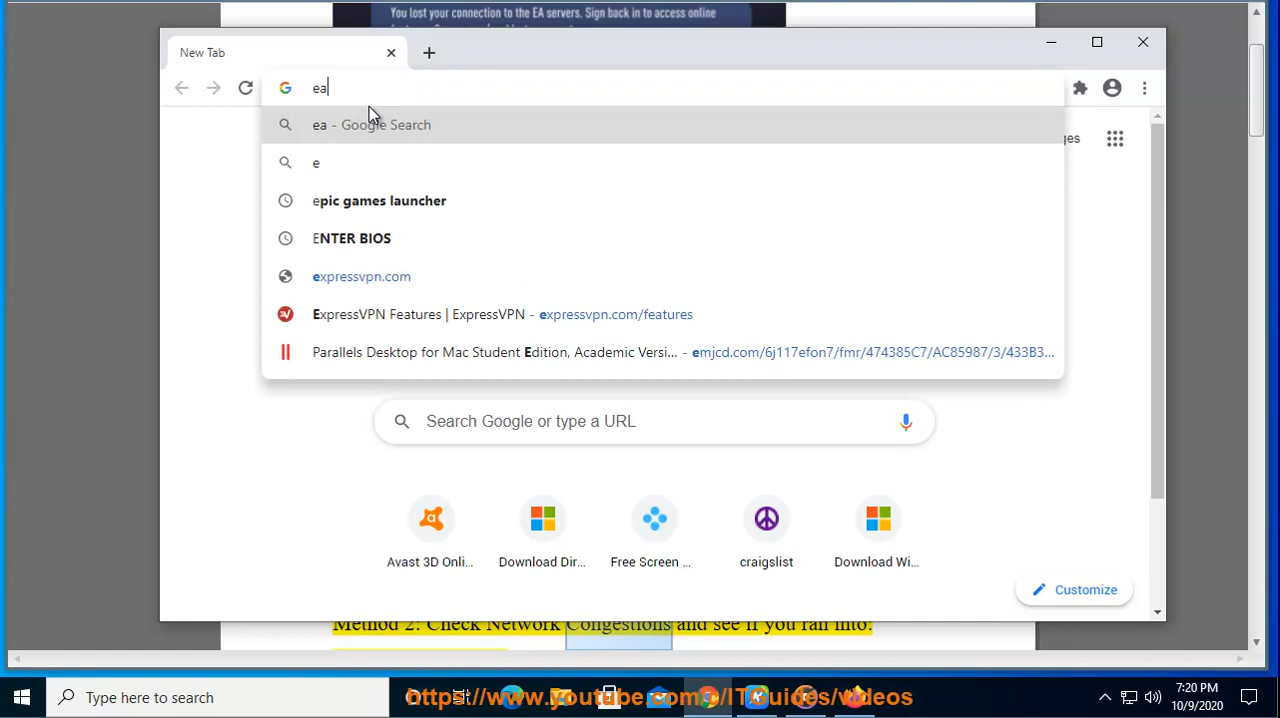 You lost your connection to the EA servers. Sign back in to access online
New Tab
ea
ges
ea - Google Search
e
epic games launcher
ENTER BIOS
expressvpn.com
ExpressVPN Features | ExpressVPN - expressvpn.com/features
Parallels Desktop for Mac Student Edition, Academic Versi... - emjcd.com/6j117efon7/fmr/474385C7/AC85987/3/433B3...
Search Google or type a URL
Avast 3D Onli...
Download Dir...
Free Screen ...
craigslist
Download Wi...
Customize
Method 2: Check Network Congestions and see if you ran into:
Type here to search
https://www.youtube.com/c/ITGuides/videos
7:20 PM
10/9/2020